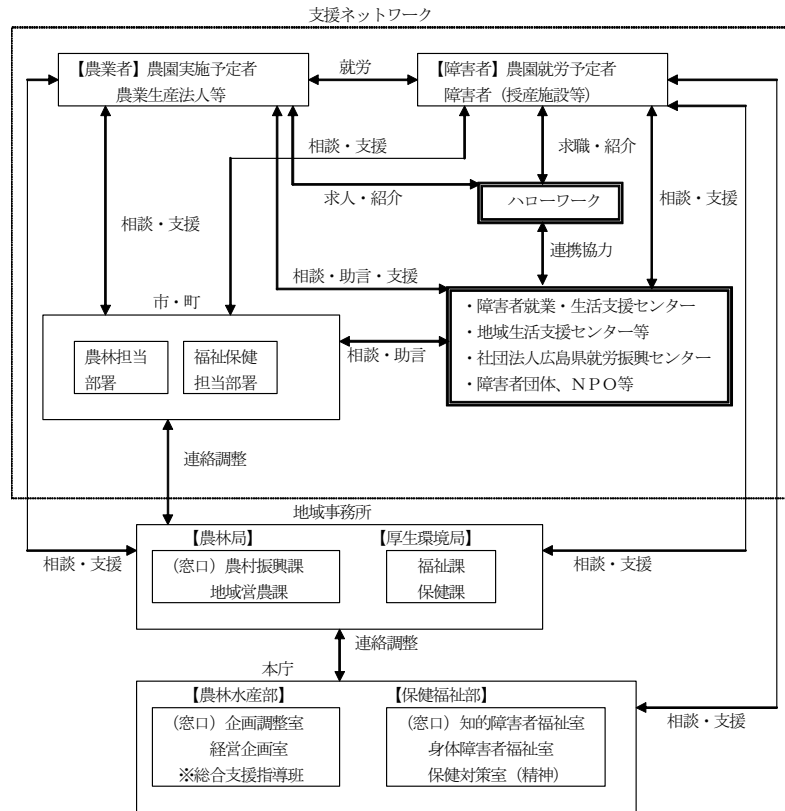 支援ネットワーク
【農業者】農園実施予定者
農業生産法人等
就労
【障害者】農園就労予定者
障害者（授産施設等）
相談・支援
求職・紹介
求人・紹介
ハローワーク
相談・支援
相談・支援
連携協力
相談・助言・支援
市・町
農林担当
部署
福祉保健
担当部署
相談・助言
・障害者就業・生活支援センター
・地域生活支援センター等
・社団法人広島県就労振興センター
・障害者団体、ＮＰＯ等
連絡調整
地域事務所
【農林局】
【厚生環境局】
相談・支援
（窓口）農村振興課
地域営農課
福祉課
保健課
相談・支援
連絡調整
本庁
【農林水産部】
【保健福祉部】
（窓口）企画調整室
経営企画室
※総合支援指導班
（窓口）知的障害者福祉室
身体障害者福祉室
保健対策室（精神）
相談・支援